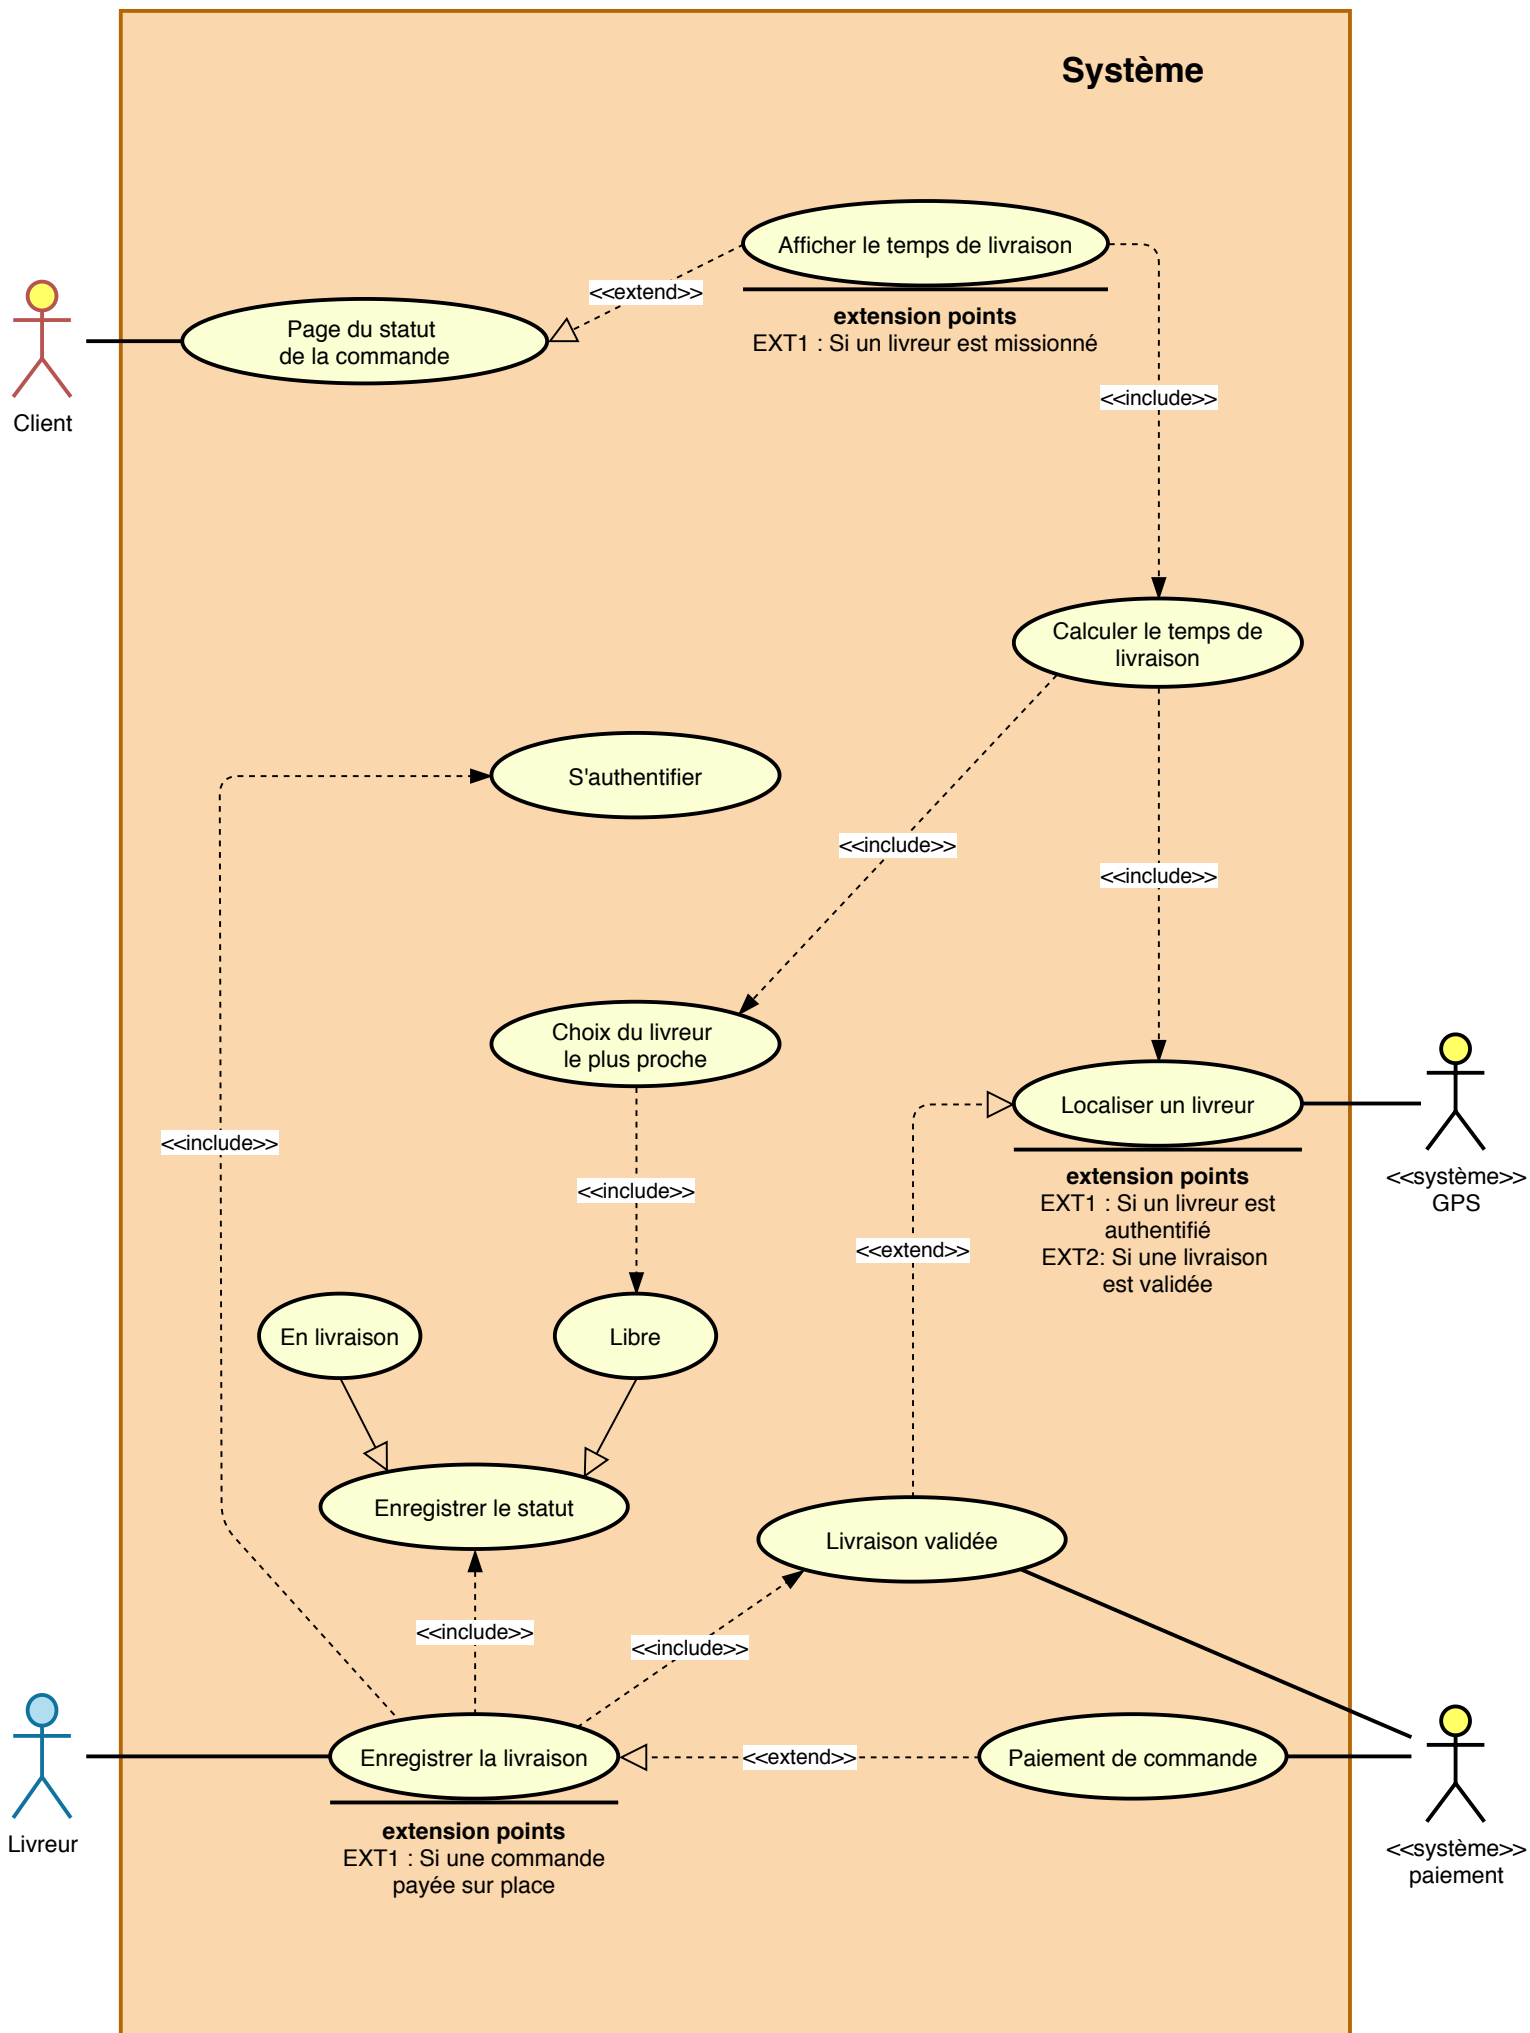 Système
Afficher le temps de livraison
<<extend>>
extension points
EXT1 : Si un livreur est missionné
Page du statut
de la commande
Client
<<include>>
Calculer le temps de
livraison
S'authentifier
<<include>>
<<include>>
Choix du livreur
le plus proche
Localiser un livreur
<<include>>
<<include>>
extension points
EXT1 : Si un livreur est
authentifié
EXT2: Si une livraison
est validée
<<système>>
GPS
<<extend>>
En livraison
Libre
Enregistrer le statut
Livraison validée
<<include>>
<<include>>
Enregistrer la livraison
<<extend>>
Paiement de commande
extension points
EXT1 : Si une commande
payée sur place
Livreur
<<système>>
paiement